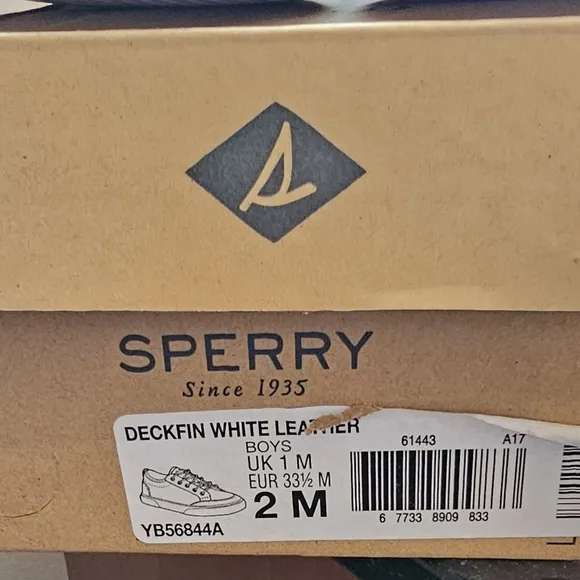 SPERRY
Since 1935
DECKFIN WHITE LEATHER
BOYS
UK 1 M
EUR 33½ M
2 M
YB56844A
61443 A17
6 7733 8909 833